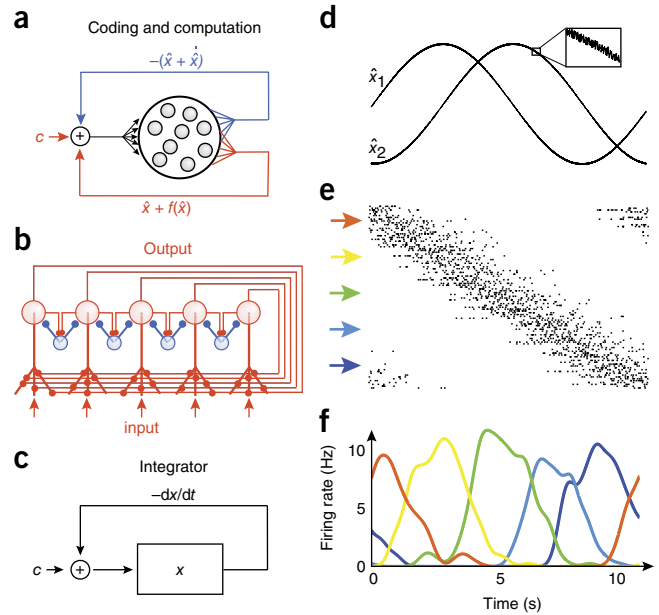 a
Coding and computation
−(x̂ + x̂̇)
c
+
x̂ + f(x̂)
b
Output
input
c
Integrator
−dx/dt
c
+
x
d
x̂1
x̂2
e
f
Firing rate (Hz)
10
5
0
0
5
10
Time (s)